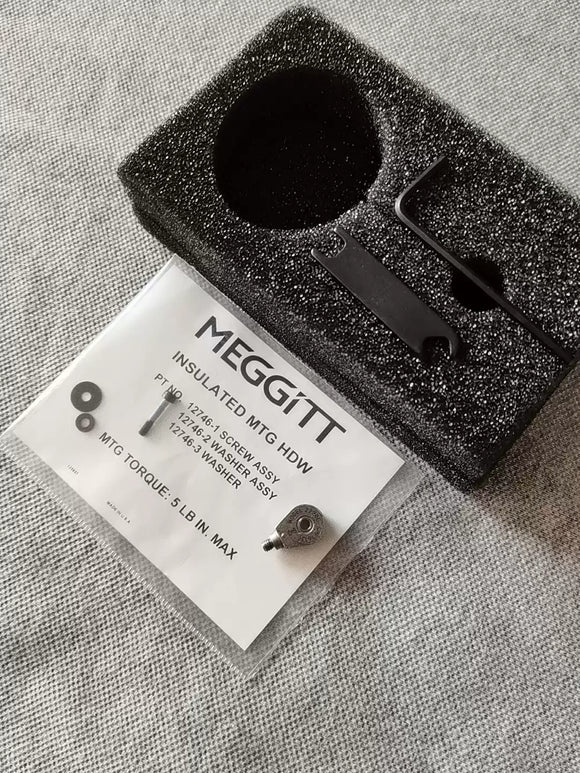 MEGGiTT
INSULATED MTG HDW
PT NO. 12746-1 SCREW ASSY
12746-2 WASHER ASSY
12746-3 WASHER
MTG TORQUE: 5 LB IN. MAX
MADE IN U.S.A.